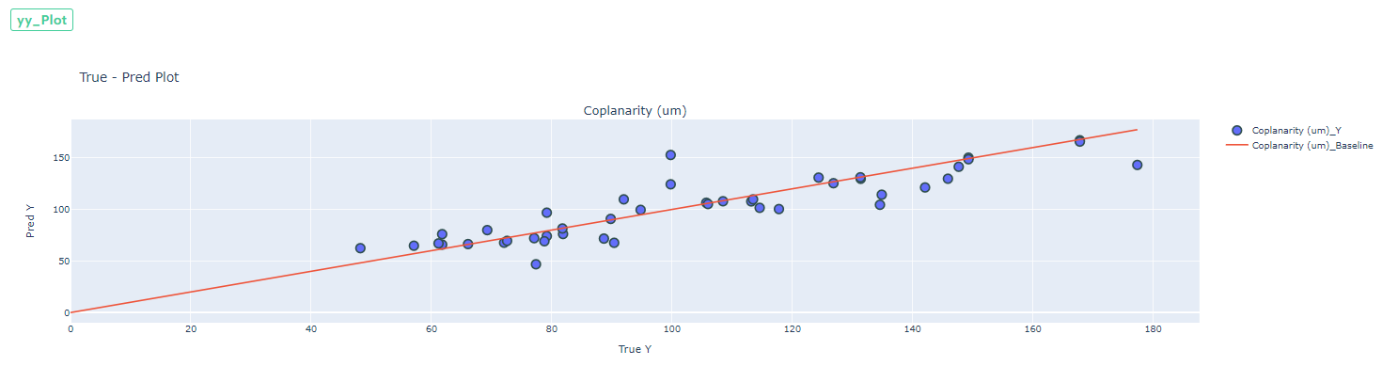 yy_Plot
True - Pred Plot
Coplanarity (um)
Coplanarity (um)_Y
Coplanarity (um)_Baseline
150
100
50
0
Pred Y
0 20 40 60 80 100 120 140 160 180
True Y